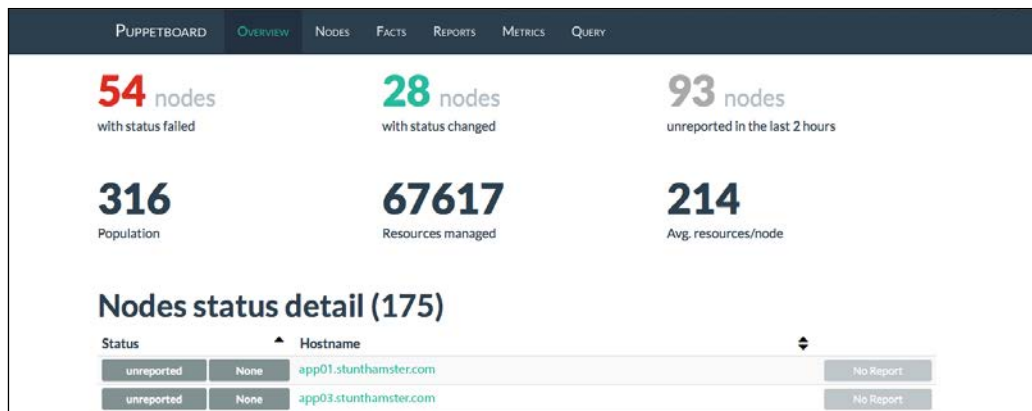 PUPPETBOARD OVERVIEW NODES FACTS REPORTS METRICS QUERY
54 nodes 28 nodes 93 nodes
with status failed with status changed unreported in the last 2 hours
316 67617 214
Population Resources managed Avg. resources/node
Nodes status detail (175)
Status Hostname
unreported None app01.stunthamster.com No Report
unreported None app03.stunthamster.com No Report